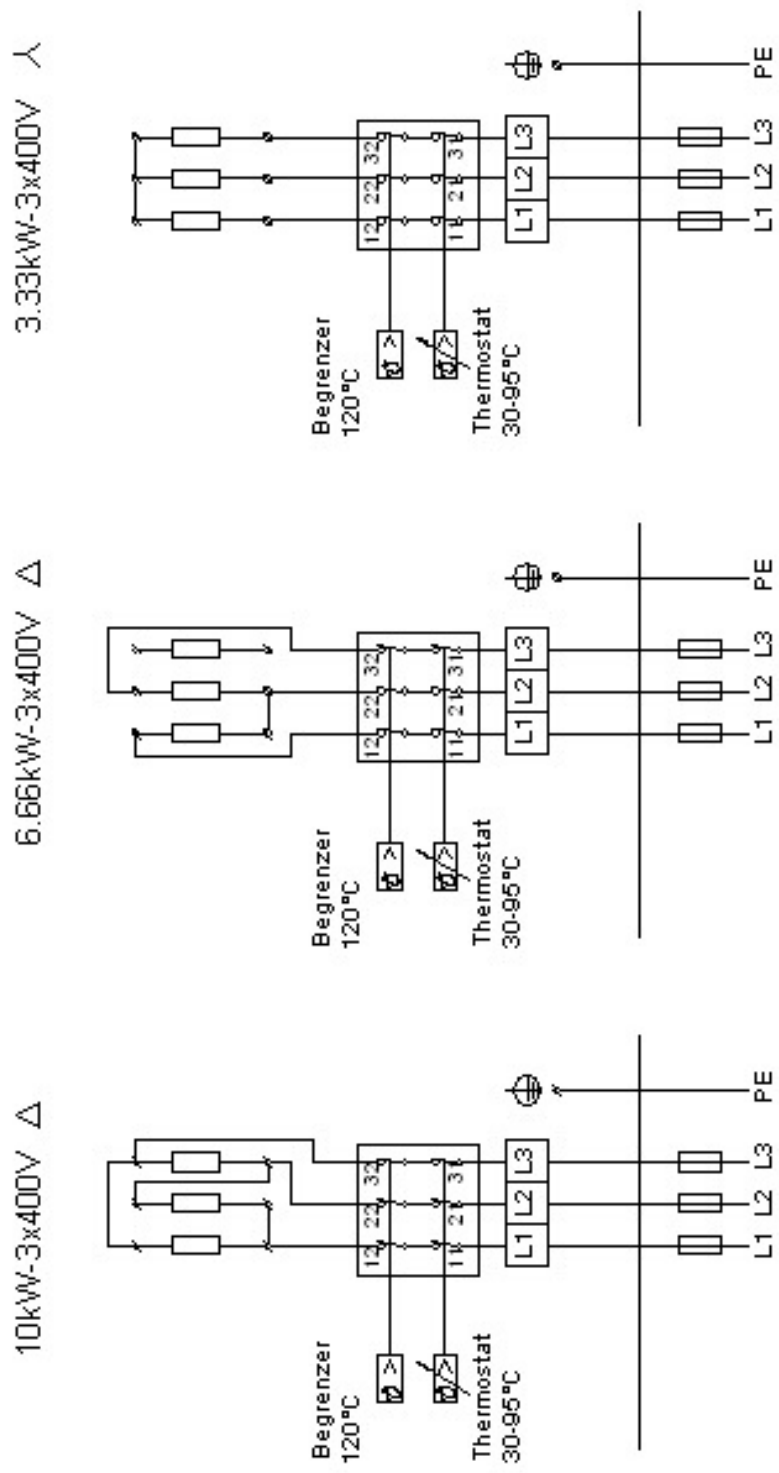 10kW-3x400V Δ
Begrenzer
120°C
12 22 32
11 21 31
Thermostat
30-95°C
L1 L2 L3
L1 L2 L3 PE
6.66kW-3x400V Δ
Begrenzer
120°C
12 22 32
11 21 31
Thermostat
30-95°C
L1 L2 L3
L1 L2 L3 PE
3.33kW-3x400V Y
Begrenzer
120°C
12 22 32
11 21 31
Thermostat
30-95°C
L1 L2 L3
L1 L2 L3 PE